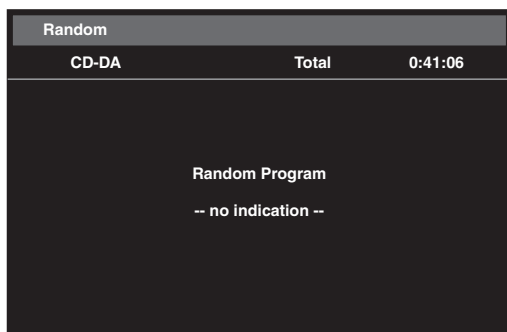 Random
CD-DA Total 0:41:06
Random Program
-- no indication --